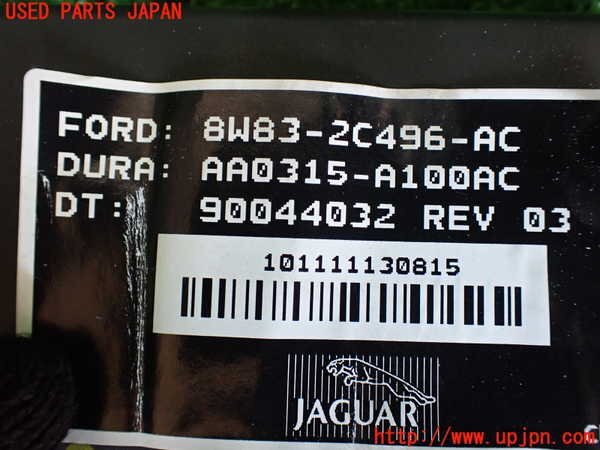 USED PARTS JAPAN
FORD: 8W83-2C496-AC
DURA: AA0315-A100AC
DT: 90044032 REV 03
101111130815
JAGUAR
http://www.upjpn.com